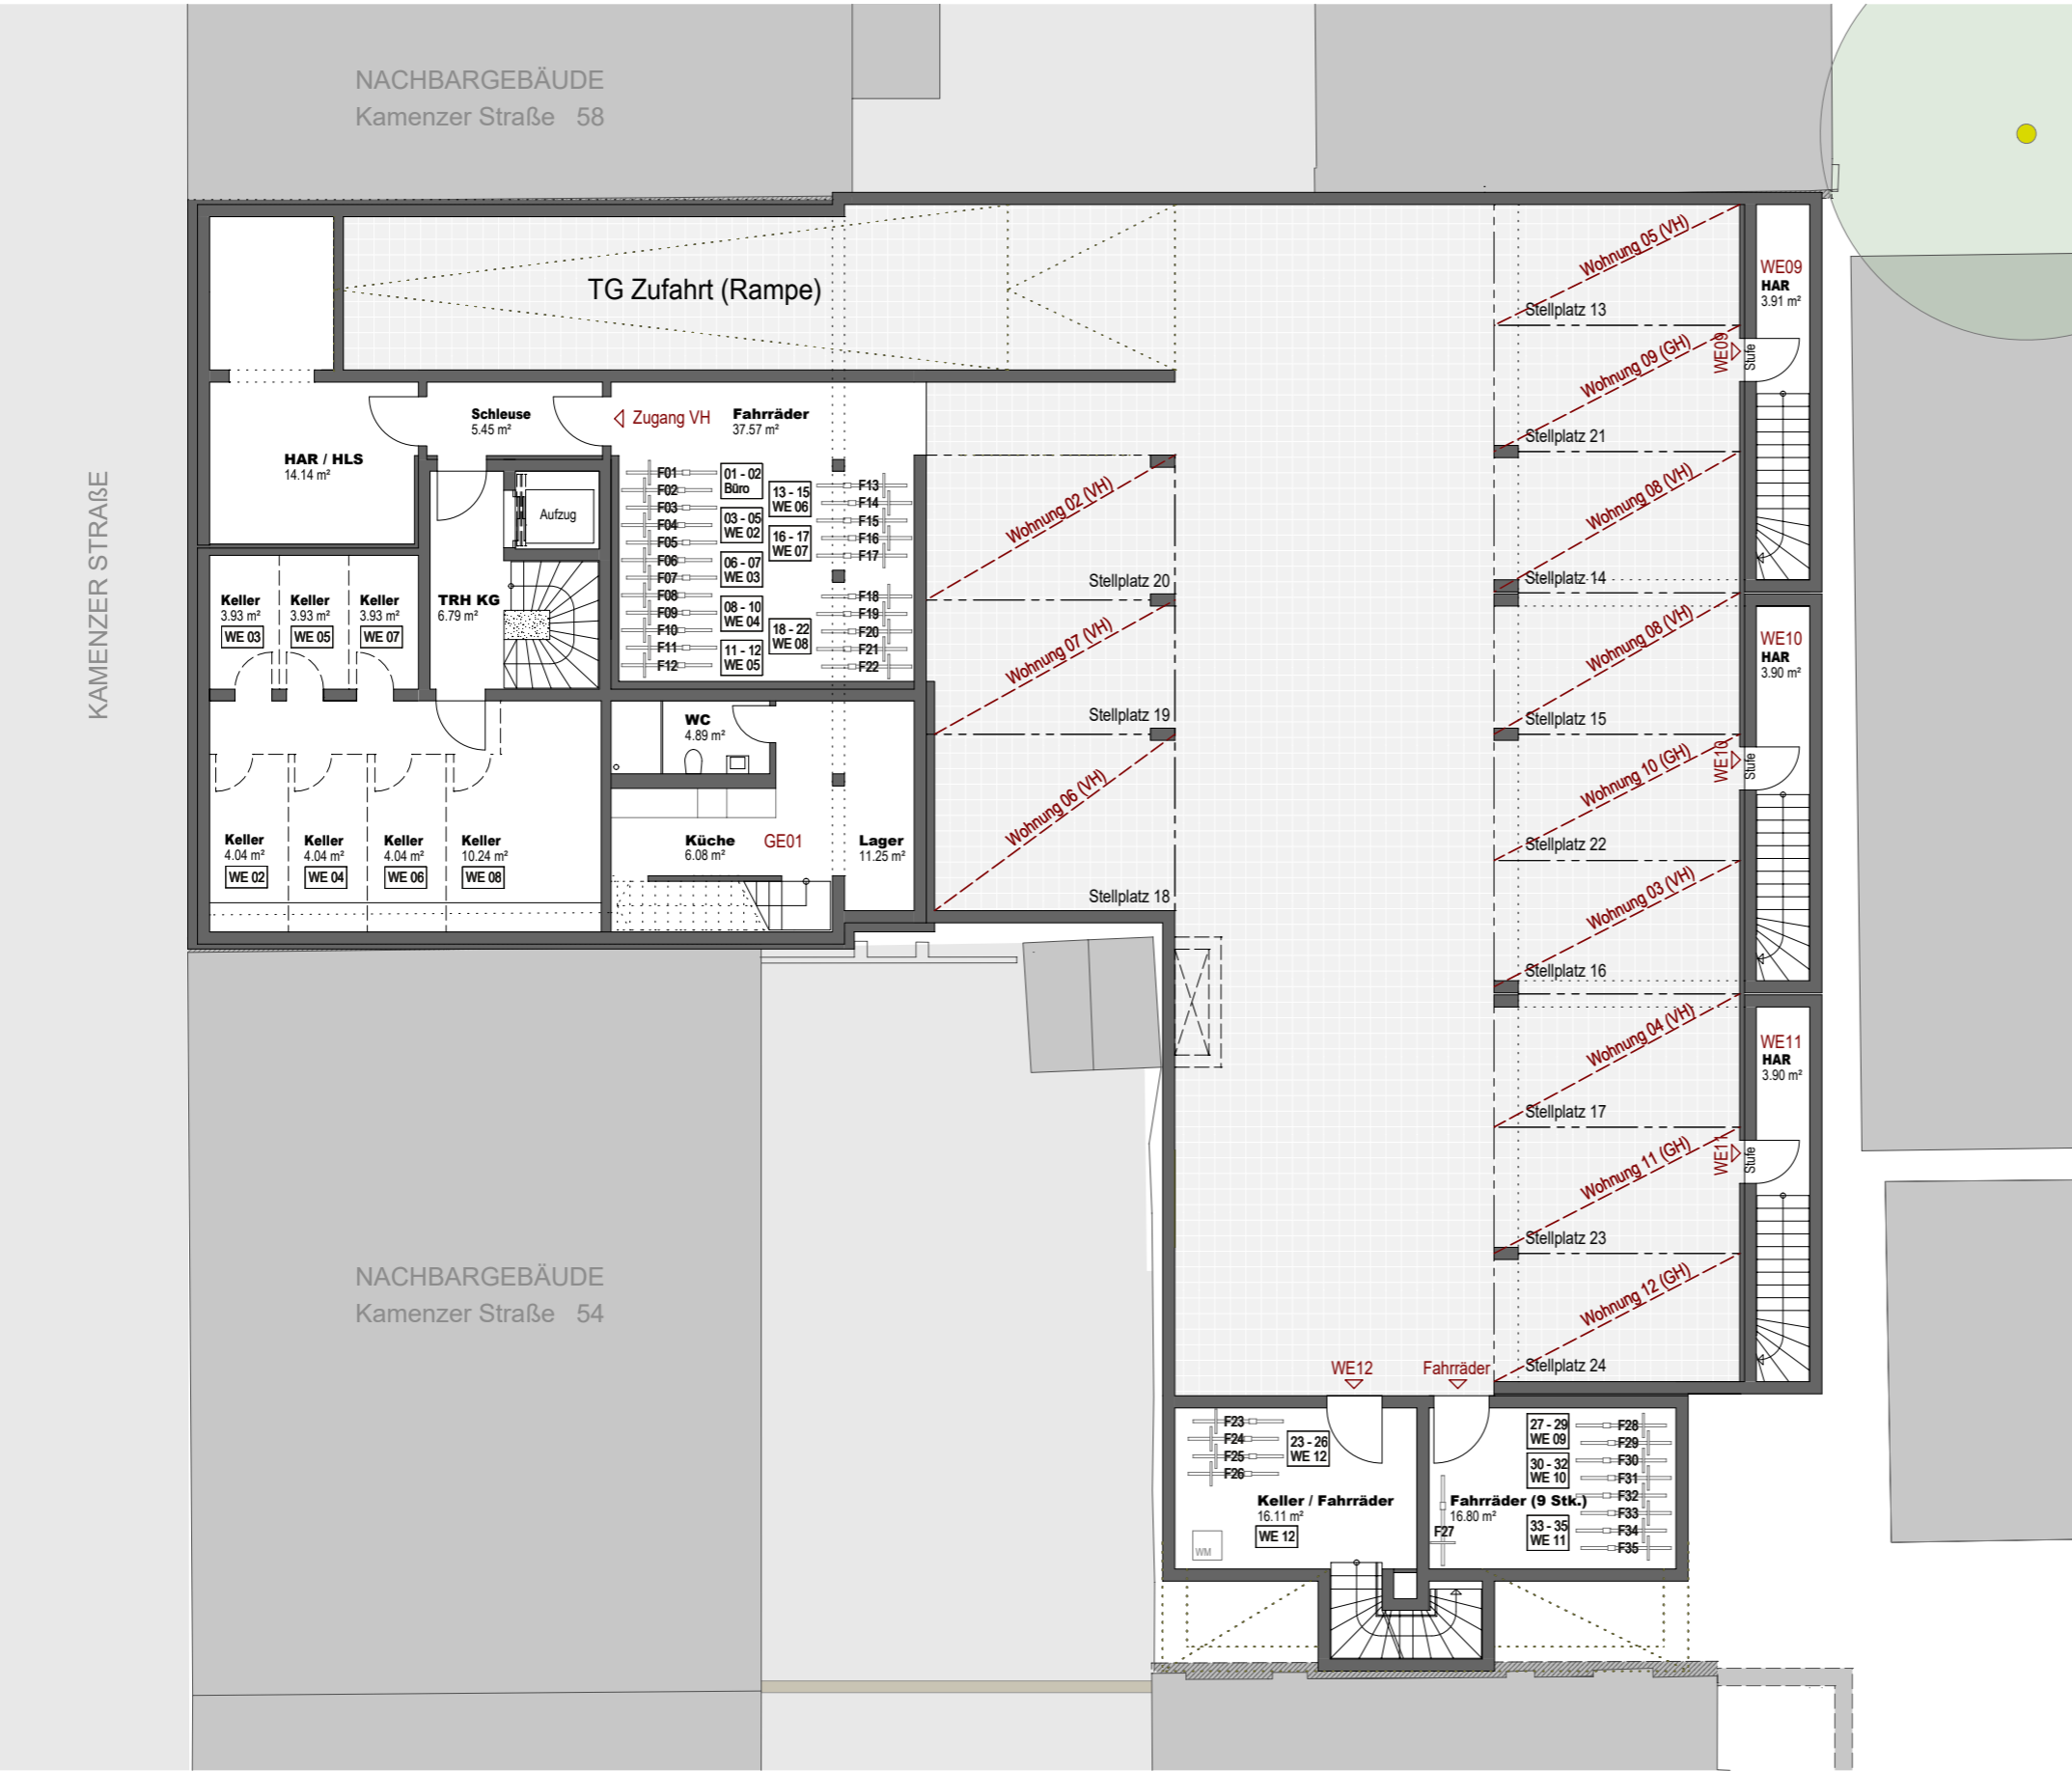 NACHBARGEBÄUDE
Kamenzer Straße 58
KAMENZER STRAßE
TG Zufahrt (Rampe)
HAR / HLS
14.14 m²
Schleuse
5.45 m²
Zugang VH
Fahrräder
37.57 m²
Aufzug
TRH KG
6.79 m²
Keller
3.93 m²
WE 03
Keller
3.93 m²
WE 05
Keller
3.93 m²
WE 07
F01
F02
F03
F04
F05
F06
F07
F08
F09
F10
F11
F12
01 - 02
Büro
03 - 05
WE 02
06 - 07
WE 03
08 - 10
WE 04
11 - 12
WE 05
13 - 15
WE 06
16 - 17
WE 07
18 - 22
WE 08
F13
F14
F15
F16
F17
F18
F19
F20
F21
F22
Keller
4.04 m²
WE 02
Keller
4.04 m²
WE 04
Keller
4.04 m²
WE 06
Keller
10.24 m²
WE 08
WC
4.89 m²
Küche
6.08 m²
GE01
Lager
11.25 m²
Wohnung 02 (VH)
Stellplatz 20
Wohnung 07 (VH)
Stellplatz 19
Wohnung 06 (VH)
Stellplatz 18
Wohnung 05 (VH)
Stellplatz 13
Wohnung 09 (GH)
Stellplatz 21
Wohnung 08 (VH)
Stellplatz 14
Wohnung 08 (VH)
Stellplatz 15
Wohnung 10 (GH)
Stellplatz 22
Wohnung 03 (VH)
Stellplatz 16
Wohnung 04 (VH)
Stellplatz 17
Wohnung 11 (GH)
Stellplatz 23
Wohnung 12 (GH)
Stellplatz 24
WE09
HAR
3.91 m²
WE09
Stufe
WE10
HAR
3.90 m²
WE10
Stufe
WE11
HAR
3.90 m²
WE11
Stufe
NACHBARGEBÄUDE
Kamenzer Straße 54
WE12
Fahrräder
F23
F24
F25
F26
23 - 26
WE 12
Keller / Fahrräder
16.11 m²
WE 12
WM
Fahrräder (9 Stk.)
16.80 m²
F27
27 - 29
WE 09
30 - 32
WE 10
33 - 35
WE 11
F28
F29
F30
F31
F32
F33
F34
F35